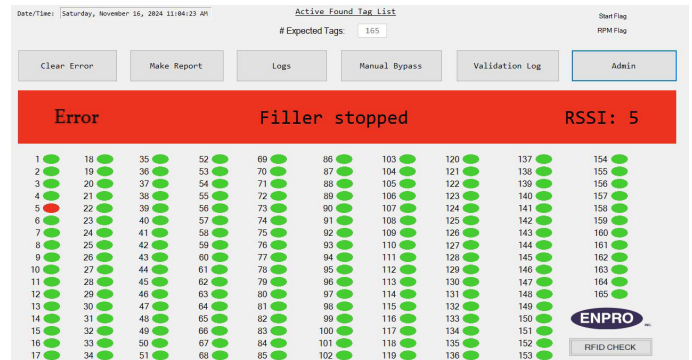 Date/Time: Saturday, November 16, 2024 11:04:23 AM
Active Found Tag List
# Expected Tags: 165
Start Flag
RPM Flag
Clear Error Make Report Logs Manual Bypass Validation Log Admin
Error Filler stopped RSSI: 5
1 18 35 52 69 86 103 120 137 154
2 19 36 53 70 87 104 121 138 155
3 20 37 54 71 88 105 122 139 156
4 21 38 55 72 89 106 123 140 157
5 22 39 56 73 90 107 124 141 158
6 23 40 57 74 91 108 125 142 159
7 24 41 58 75 92 109 126 143 160
8 25 42 59 76 93 110 127 144 161
9 26 43 60 77 94 111 128 145 162
10 27 44 61 78 95 112 129 146 163
11 28 45 62 79 96 113 130 147 164
12 29 46 63 80 97 114 131 148 165
13 30 47 64 81 98 115 132 149
14 31 48 65 82 99 116 133 150
15 32 49 66 83 100 117 134 151
16 33 50 67 84 101 118 135 152
17 34 51 68 85 102 119 136 153
ENPRO INC.
RFID CHECK